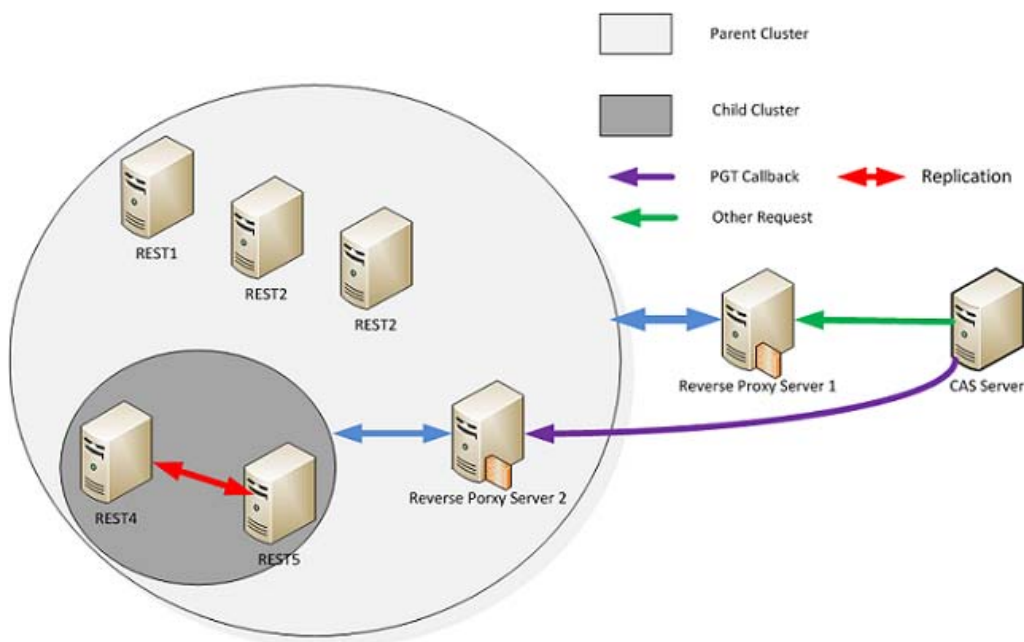 Parent Cluster
Child Cluster
PGT Callback
Replication
Other Request
REST1
REST2
REST2
Reverse Proxy Server 1
CAS Server
REST4
REST5
Reverse Porxy Server 2